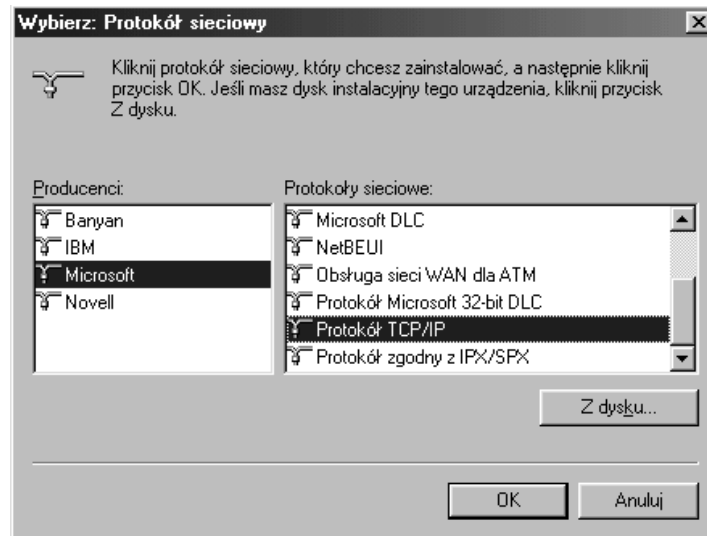 Wybierz: Protokół sieciowy
Kliknij protokół sieciowy, który chcesz zainstalować, a następnie kliknij
przycisk OK. Jeśli masz dysk instalacyjny tego urządzenia, kliknij przycisk
Z dysku.
Producenci:
Banyan
IBM
Microsoft
Novell
Protokoły sieciowe:
Microsoft DLC
NetBEUI
Obsługa sieci WAN dla ATM
Protokół Microsoft 32-bit DLC
Protokół TCP/IP
Protokół zgodny z IPX/SPX
Z dysku...
OK
Anuluj